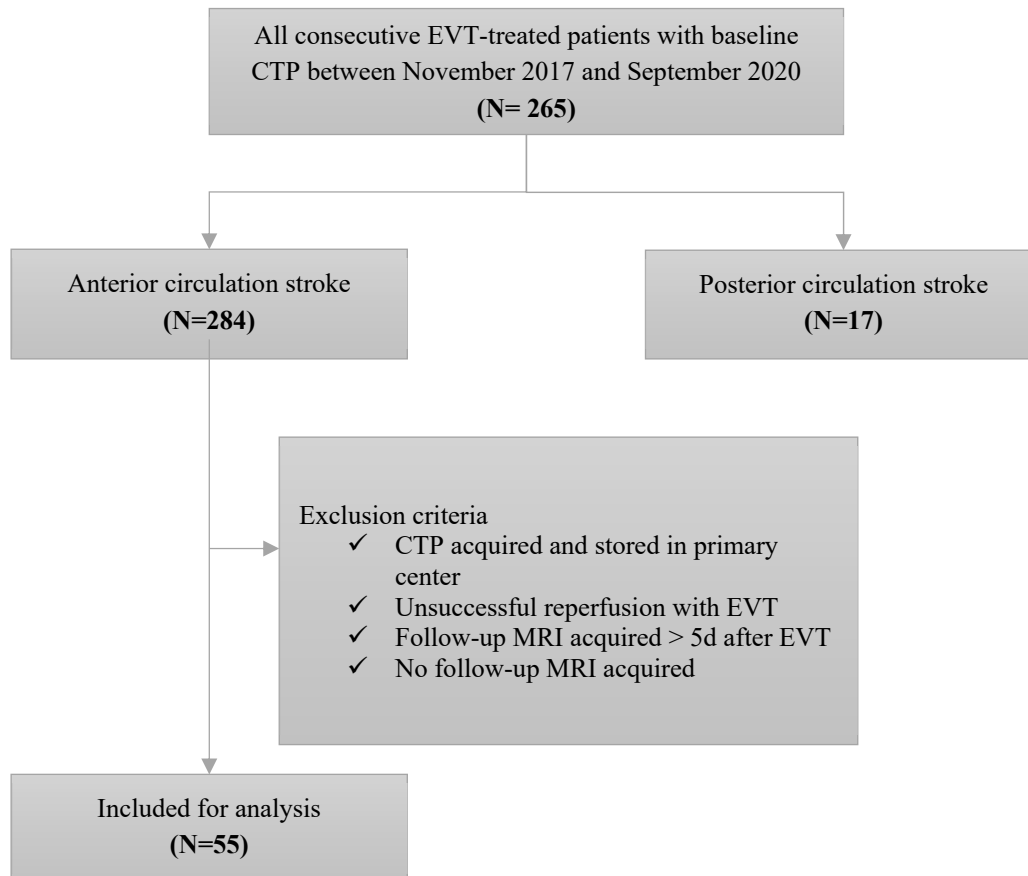 All consecutive EVT-treated patients with baseline
CTP between November 2017 and September 2020
(N= 265)
Anterior circulation stroke
(N=284)
Posterior circulation stroke
(N=17)
Exclusion criteria
✓ CTP acquired and stored in primary
center
✓ Unsuccessful reperfusion with EVT
✓ Follow-up MRI acquired > 5d after EVT
✓ No follow-up MRI acquired
Included for analysis
(N=55)